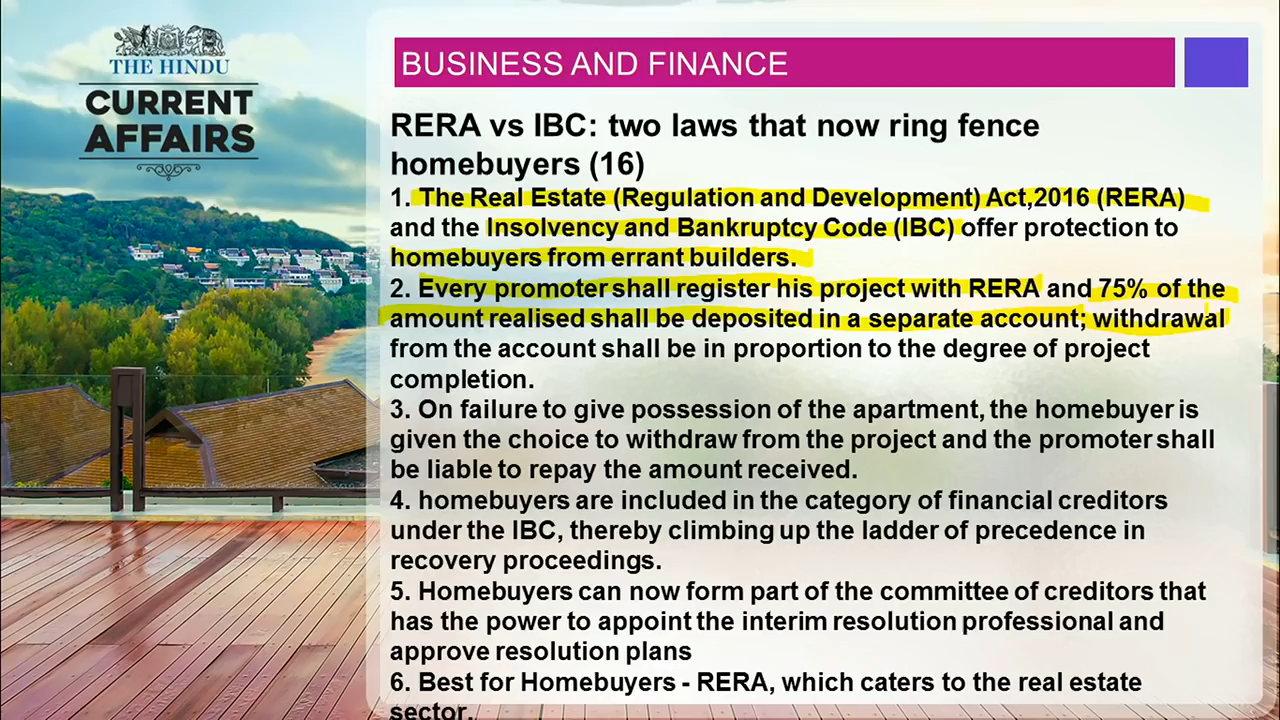 THE HINDU
CURRENT
AFFAIRS
BUSINESS AND FINANCE
RERA vs IBC: two laws that now ring fence
homebuyers (16)
1. The Real Estate (Regulation and Development) Act,2016 (RERA)
and the Insolvency and Bankruptcy Code (IBC) offer protection to
homebuyers from errant builders.
2. Every promoter shall register his project with RERA and 75% of the
amount realised shall be deposited in a separate account; withdrawal
from the account shall be in proportion to the degree of project
completion.
3. On failure to give possession of the apartment, the homebuyer is
given the choice to withdraw from the project and the promoter shall
be liable to repay the amount received.
4. homebuyers are included in the category of financial creditors
under the IBC, thereby climbing up the ladder of precedence in
recovery proceedings.
5. Homebuyers can now form part of the committee of creditors that
has the power to appoint the interim resolution professional and
approve resolution plans
6. Best for Homebuyers - RERA, which caters to the real estate
sector.